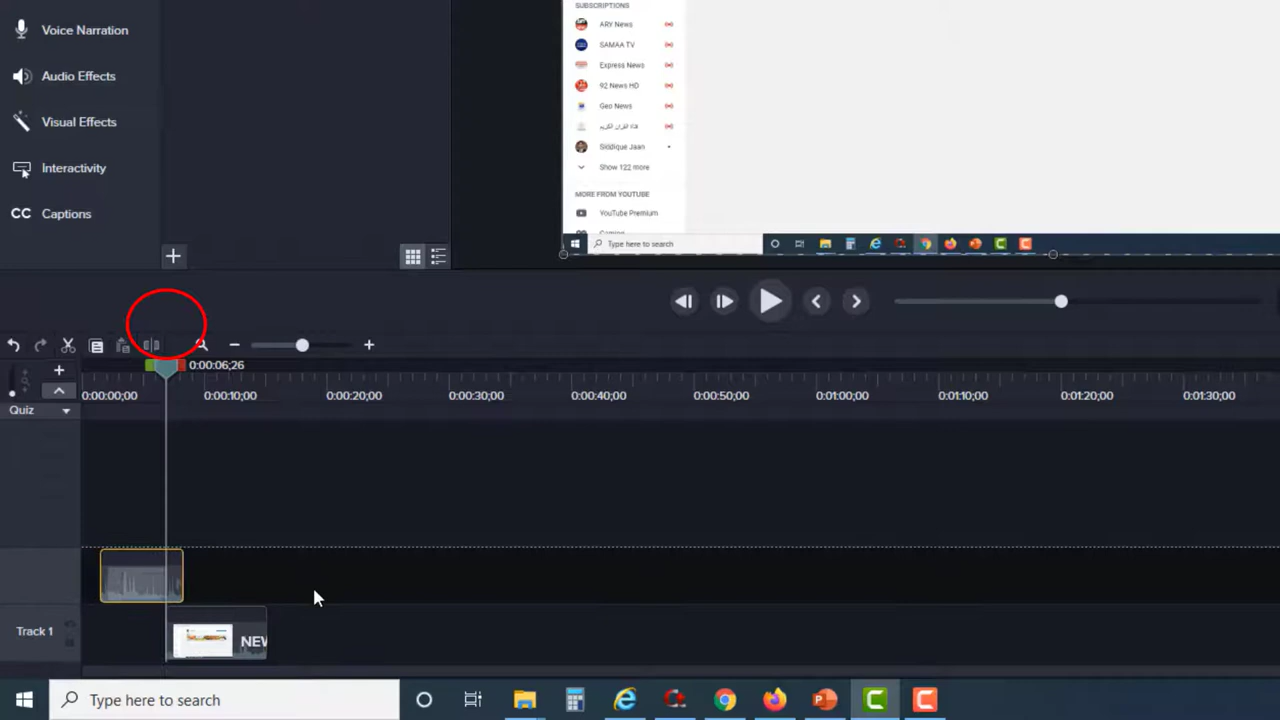 Voice Narration
Audio Effects
Visual Effects
Interactivity
CC Captions
SUBSCRIPTIONS
ARY News
SAMAA TV
Express News
92 News HD
Geo News
قناة القرآن الكريم
Skidique Jaan
Show 122 more
MORE FROM YOUTUBE
YouTube Premium
Type here to search
0:00:06;26
0:00:00;00 0:00:10;00 0:00:20;00 0:00:30;00 0:00:40;00 0:00:50;00 0:01:00;00 0:01:10;00 0:01:20;00 0:01:30;00
Quiz
Track 1
NEW
Type here to search